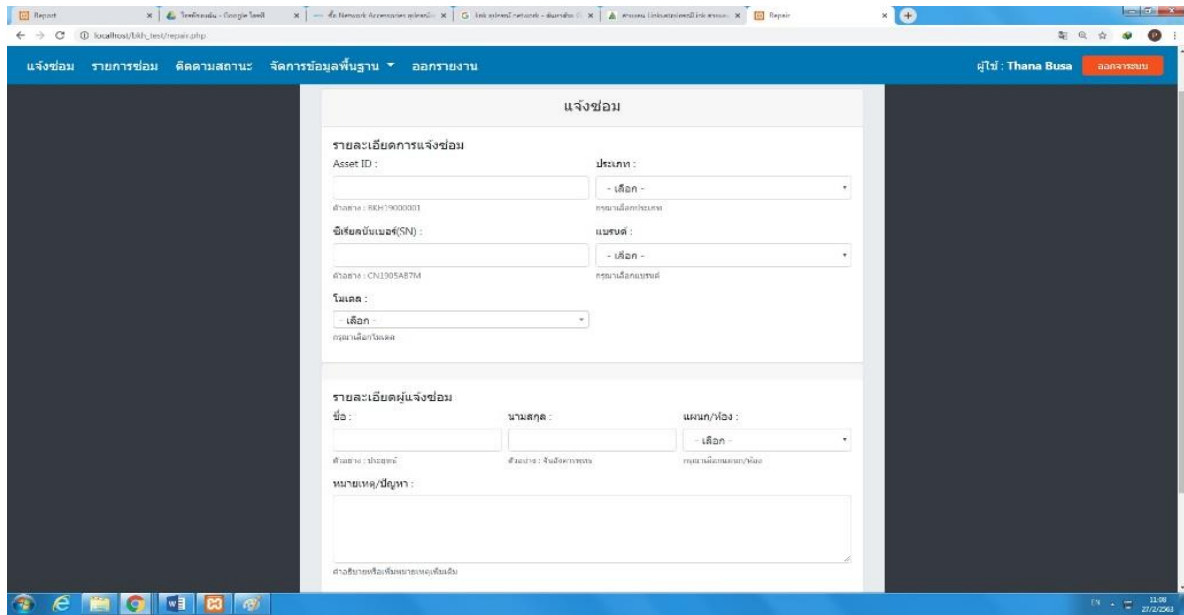 Report
localhost/bkh_test/repair.php
Repair
แจ้งซ่อม รายการซ่อม ติดตามสถานะ จัดการข้อมูลพื้นฐาน ออกรายงาน ผู้ใช้ : Thana Busa ออกจากระบบ
แจ้งซ่อม
รายละเอียดการแจ้งซ่อม
Asset ID : ประเภท :
- เลือก -
ตัวอย่าง : BKH19000001 กรุณาเลือกประเภท
ซีเรียลนัมเบอร์(SN) : แบรนด์ :
- เลือก -
ตัวอย่าง : CN1905AB7M กรุณาเลือกแบรนด์
โมเดล :
- เลือก -
กรุณาเลือกโมเดล
รายละเอียดผู้แจ้งซ่อม
ชื่อ : นามสกุล : แผนก/ห้อง :
- เลือก -
ตัวอย่าง : ตัวอย่าง : กรุณาเลือกแผนก/ห้อง
หมายเหตุ/ปัญหา :
คำอธิบายหรือเพิ่มหมายเหตุเพิ่มเติม
EN 11:08
27/2/2563